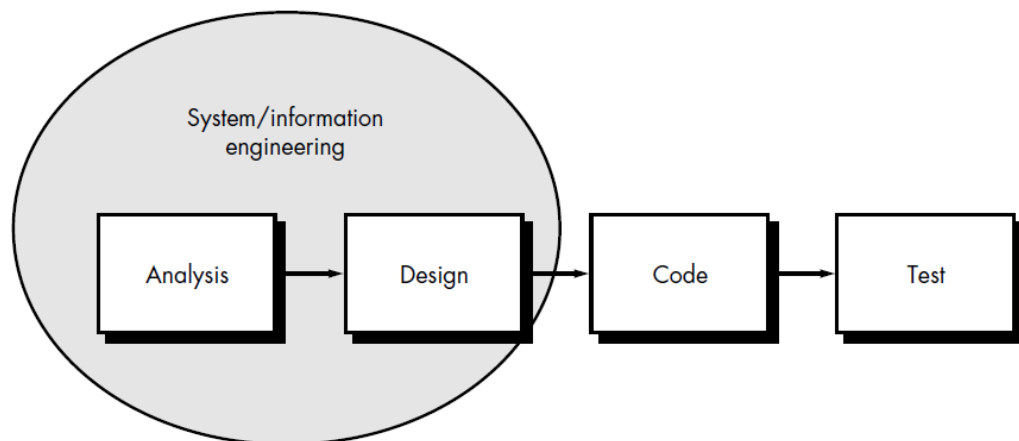 System/information
engineering
Analysis
Design
Code
Test